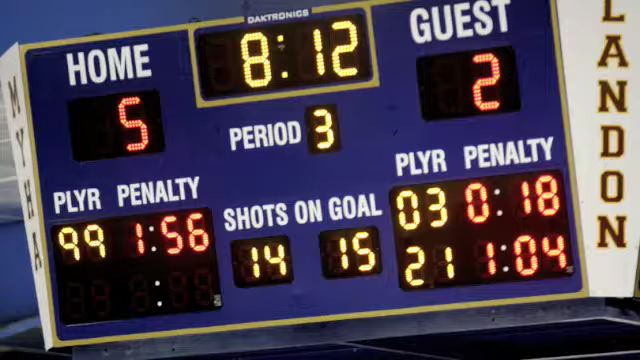 DAKTRONICS
HOME 8:12 GUEST
5 2
PERIOD 3
PLYR PENALTY PLYR PENALTY
99 1:56 SHOTS ON GOAL 03 0:18
: 14 15 21 1:04
MYHA
LANDON